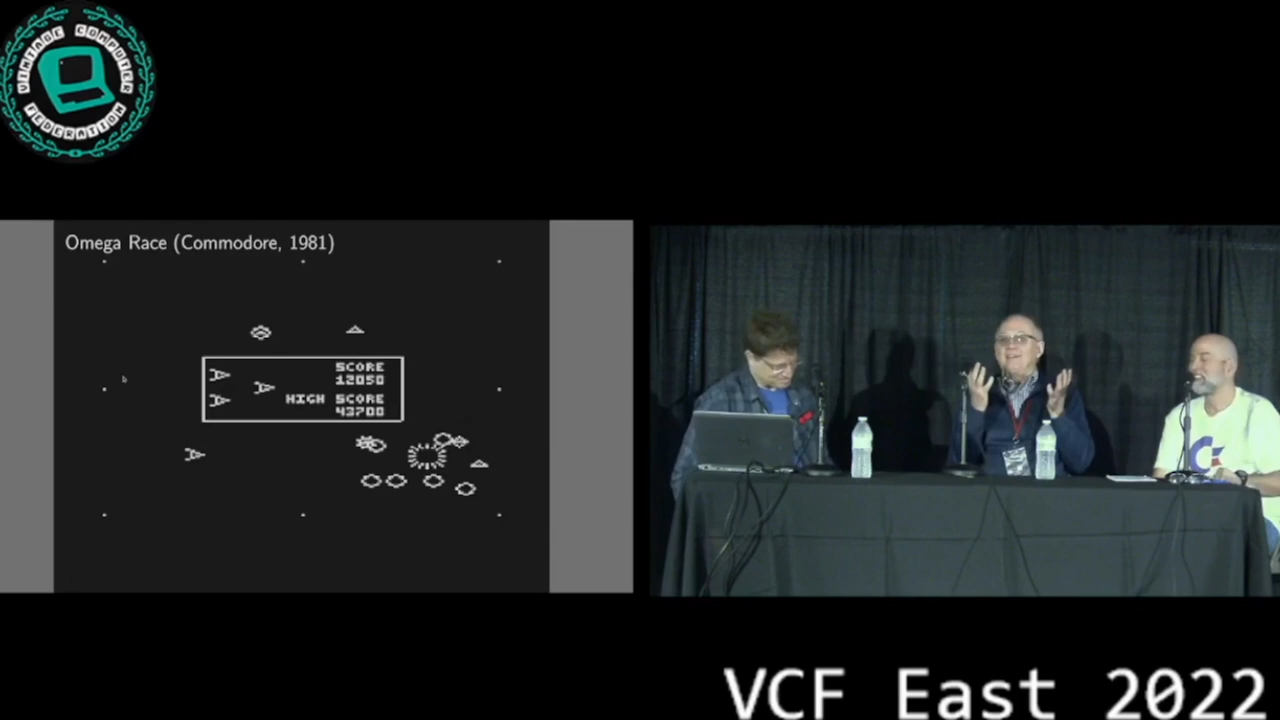 VINTAGE COMPUTER
FEDERATION
Omega Race (Commodore, 1981)
SCORE
12050
HIGH SCORE
43700
VCF East 2022